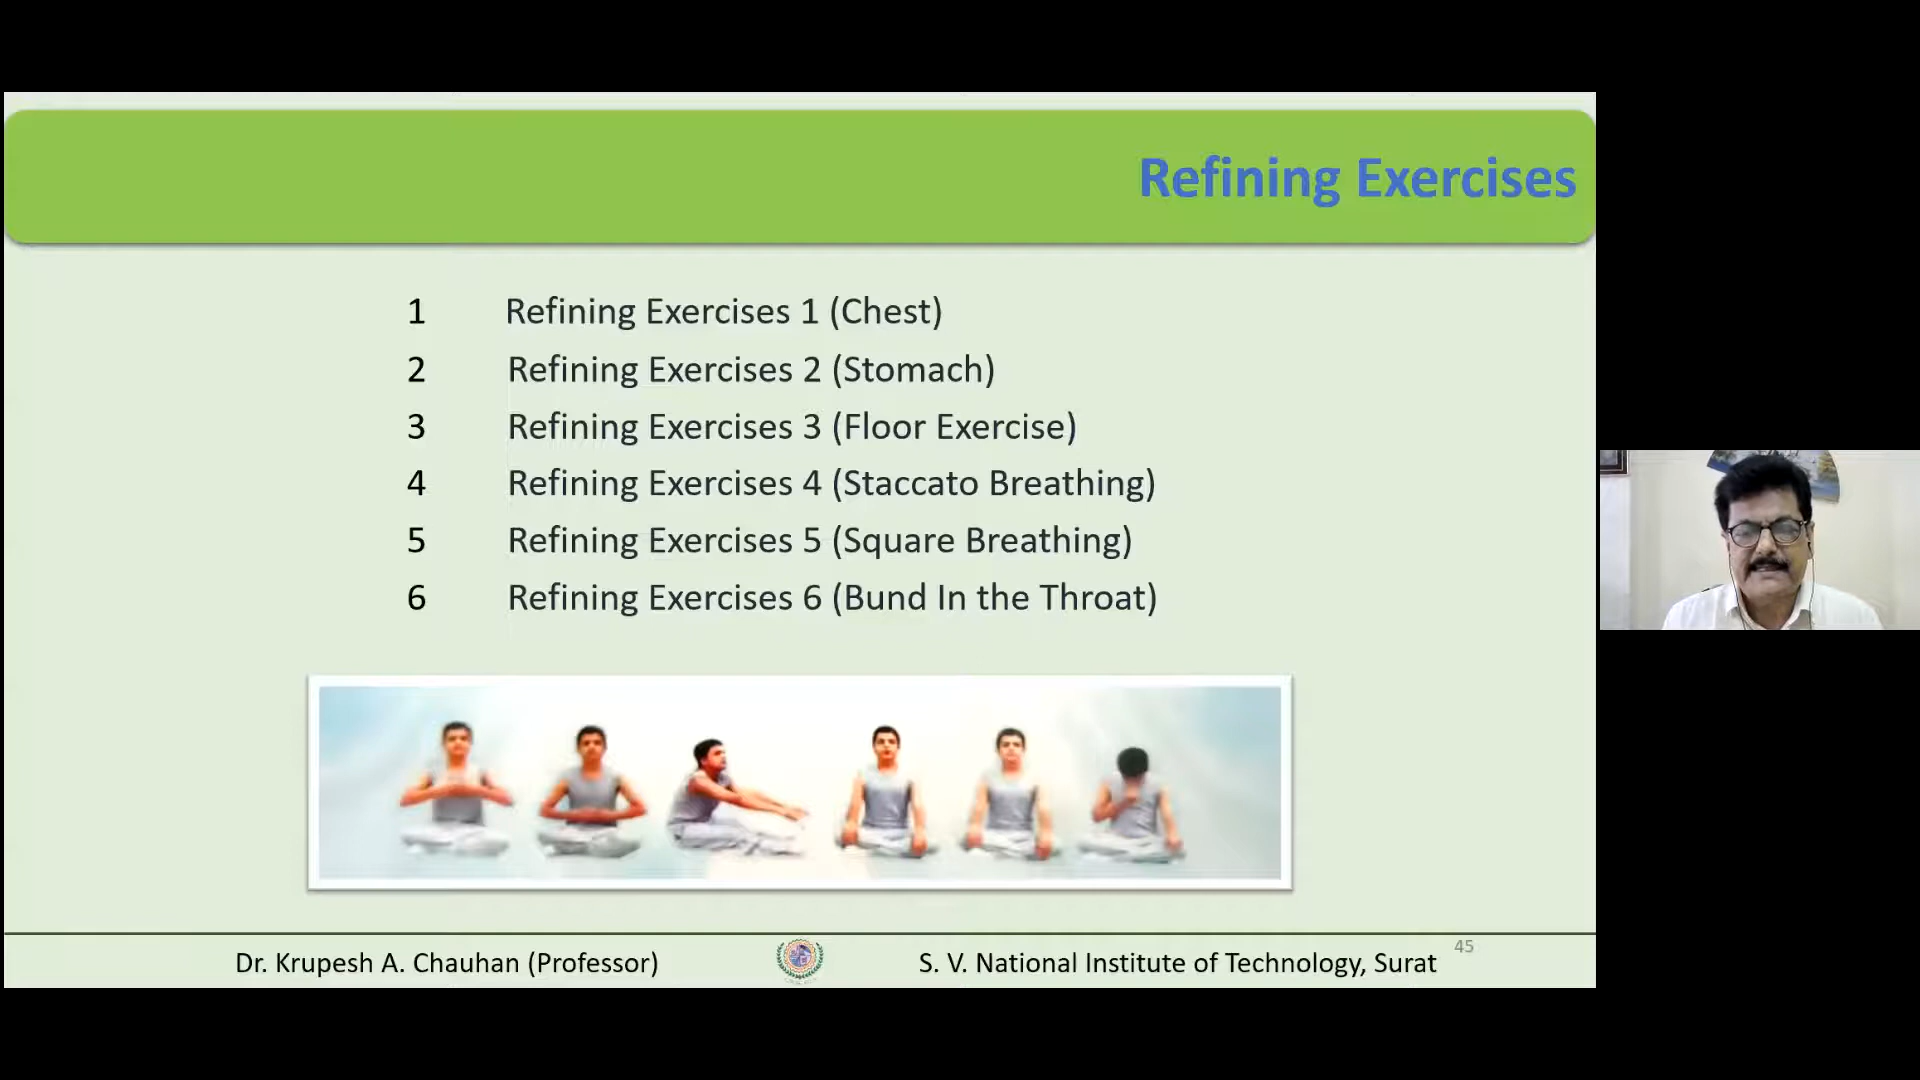 Refining Exercises
1 Refining Exercises 1 (Chest)
2 Refining Exercises 2 (Stomach)
3 Refining Exercises 3 (Floor Exercise)
4 Refining Exercises 4 (Staccato Breathing)
5 Refining Exercises 5 (Square Breathing)
6 Refining Exercises 6 (Bund In the Throat)
Dr. Krupesh A. Chauhan (Professor)
S. V. National Institute of Technology, Surat
45